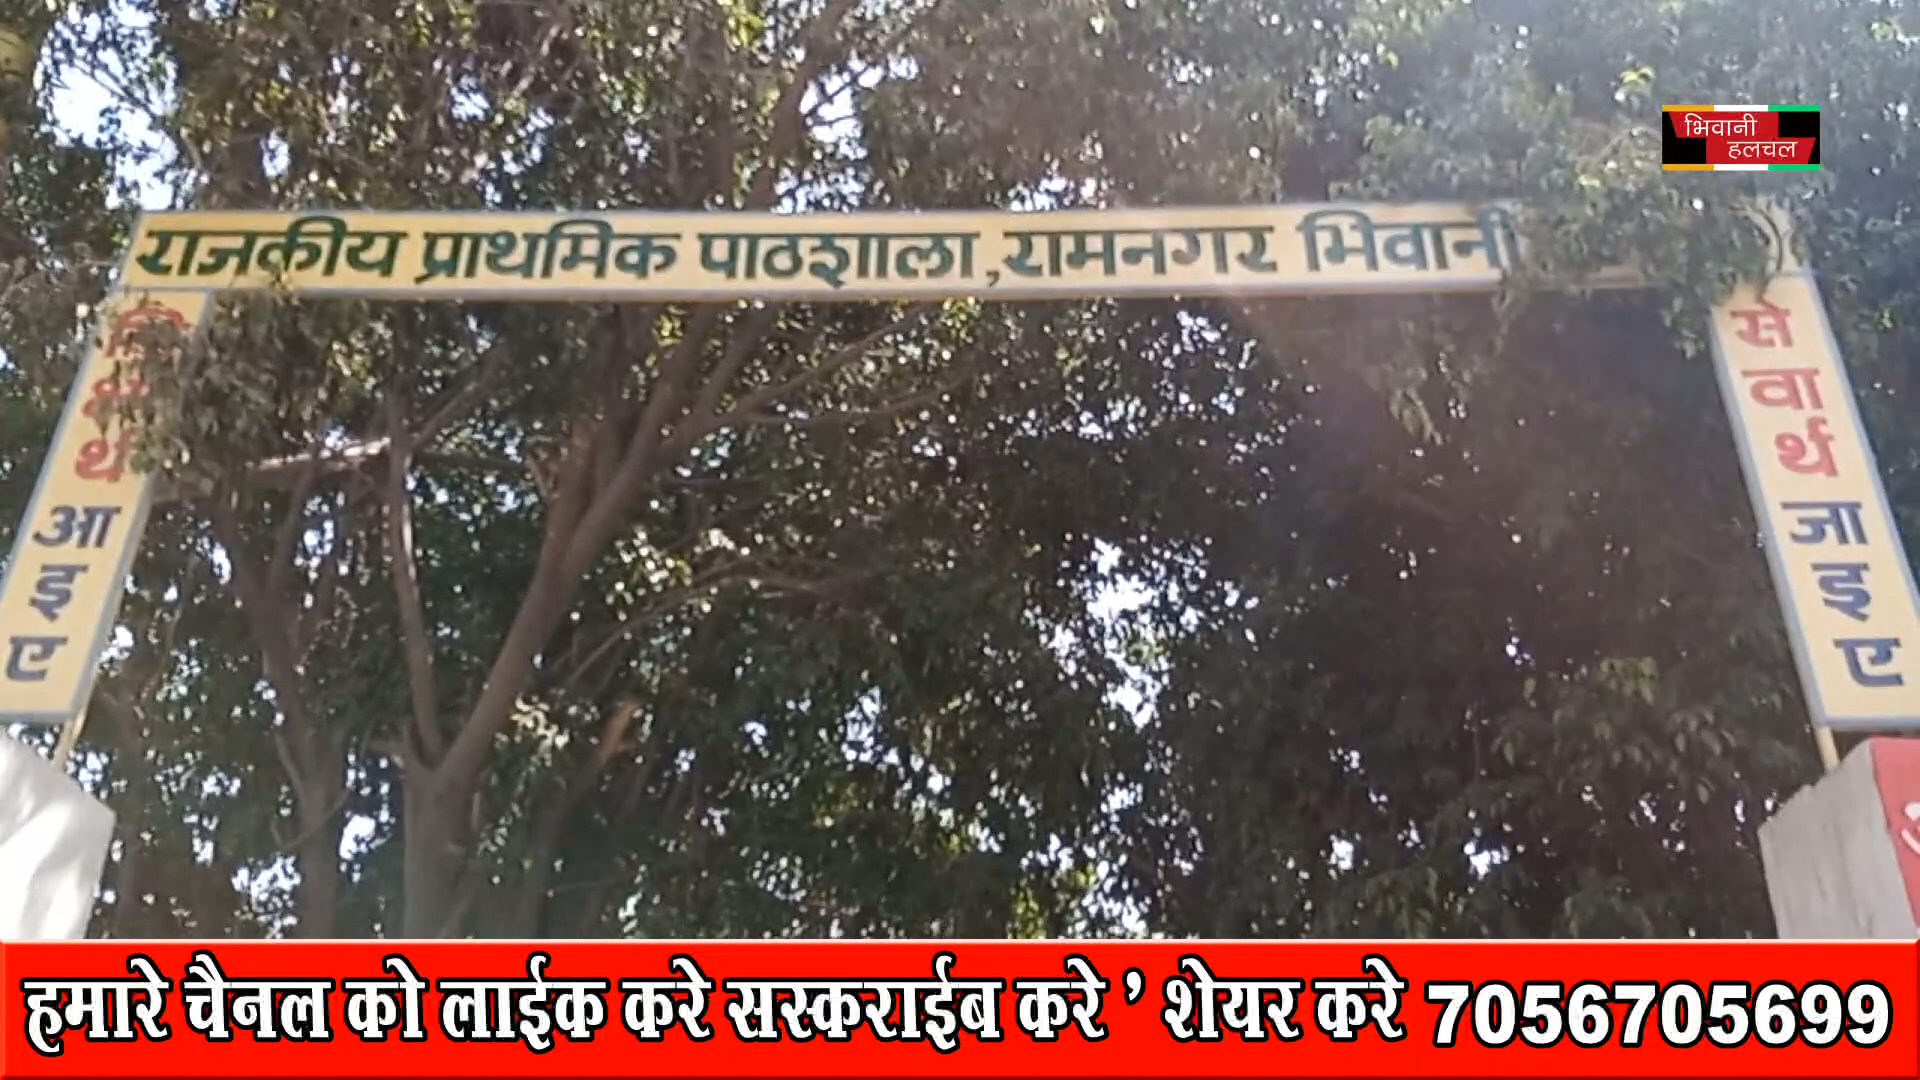 भिवानी
हलचल
राजकीय प्राथमिक पाठशाला, रामनगर भिवानी
र्थ
आ
इ
ए
से
वा
र्थ
जा
इ
ए
हमारे चैनल को लाईक करे सस्कराईब करे ’ शेयर करे 7056705699